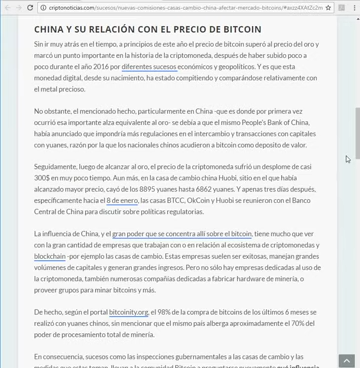 criptonoticias.com/sucesos/nuevas-comisiones-casas-cambio-china-afectar-mercado-bitcoins/
CHINA Y SU RELACIÓN CON EL PRECIO DE BITCOIN
Sin ir muy atrás en el tiempo, a principios de este año el precio de bitcoin superó al precio del oro y
marcó un punto importante en la historia de la criptomoneda, después de haber subido poco a
poco durante el año 2016 por diferentes sucesos económicos y geopolíticos. Y es que esta
moneda digital, desde su nacimiento, ha estado compitiendo y comparándose relativamente con
el metal precioso.
No obstante, el mencionado hecho, particularmente en China -que es donde por primera vez
ocurrió esa importante alza equivalente al oro- se debía a que el mismo People's Bank of China,
había anunciado que impondría más regulaciones en el intercambio y transacciones con capitales
con yuanes, razón por la que los nacionales chinos acudieron a bitcoin como deposito de valor.
Seguidamente, luego de alcanzar al oro, el precio de la criptomoneda sufrió un desplome de casi
300$ en muy poco tiempo. Aun más, en la casa de cambio china Huobi, sitio en el que había
alcanzado mayor precio, cayó de los 8895 yuanes hasta 6862 yuanes. Y apenas tres días después,
específicamente hacia el 8 de enero, las casas BTCC, OkCoin y Huobi se reunieron con el Banco
Central de China para discutir sobre políticas regulatorias.
La influencia de China, y el gran poder que se concentra allí sobre el bitcoin, tiene mucho que ver
con la gran cantidad de empresas que trabajan con o en relación al ecosistema de criptomonedas y
blockchain -por ejemplo las casas de cambio. Estas empresas suelen ser exitosas, manejan grandes
volúmenes de capitales y generan grandes ingresos. Pero no sólo hay empresas dedicadas al uso de
la criptomoneda, también numerosas compañías dedicadas a fabricar hardware de minería, o
proveer grupos para minar bitcoins y más.
De hecho, según el portal bitcoinity.org, el 98% de la compra de bitcoins de los últimos 6 meses se
realizó con yuanes chinos, sin mencionar que el mismo país alberga aproximadamente el 70% del
poder de procesamiento total de minería.
En consecuencia, sucesos como las inspecciones gubernamentales a las casas de cambio y las